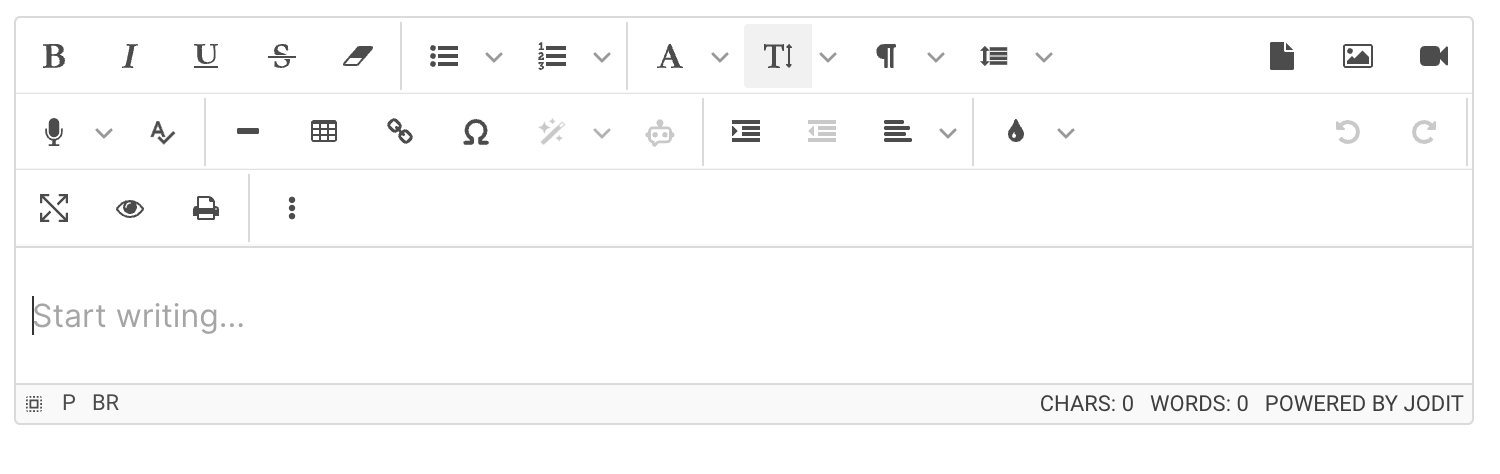 B I U S A T ¶
Ω
Start writing...
P BR CHARS: 0 WORDS: 0 POWERED BY JODIT